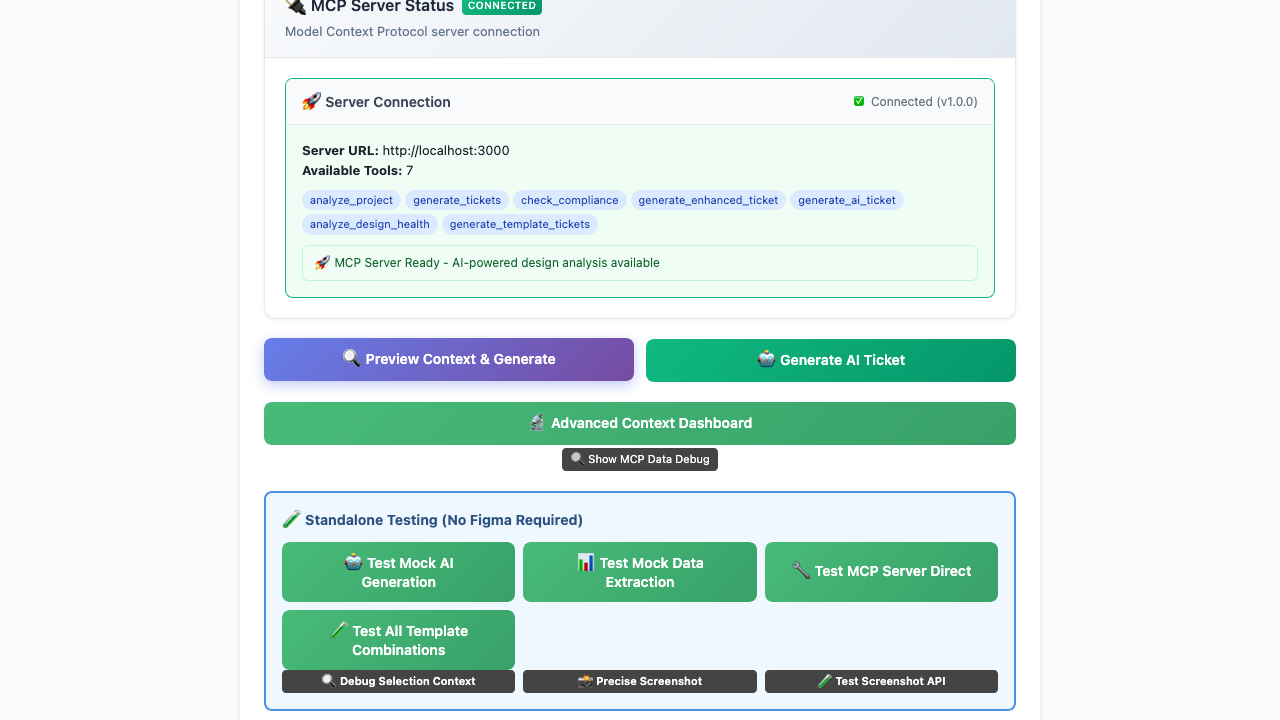 MCP Server Status CONNECTED
Model Context Protocol server connection
Server Connection
Connected (v1.0.0)
Server URL: http://localhost:3000
Available Tools: 7
analyze_project generate_tickets check_compliance generate_enhanced_ticket generate_ai_ticket
analyze_design_health generate_template_tickets
MCP Server Ready - AI-powered design analysis available
Preview Context & Generate
Generate AI Ticket
Advanced Context Dashboard
Show MCP Data Debug
Standalone Testing (No Figma Required)
Test Mock AI
Generation
Test Mock Data
Extraction
Test MCP Server Direct
Test All Template
Combinations
Debug Selection Context
Precise Screenshot
Test Screenshot API